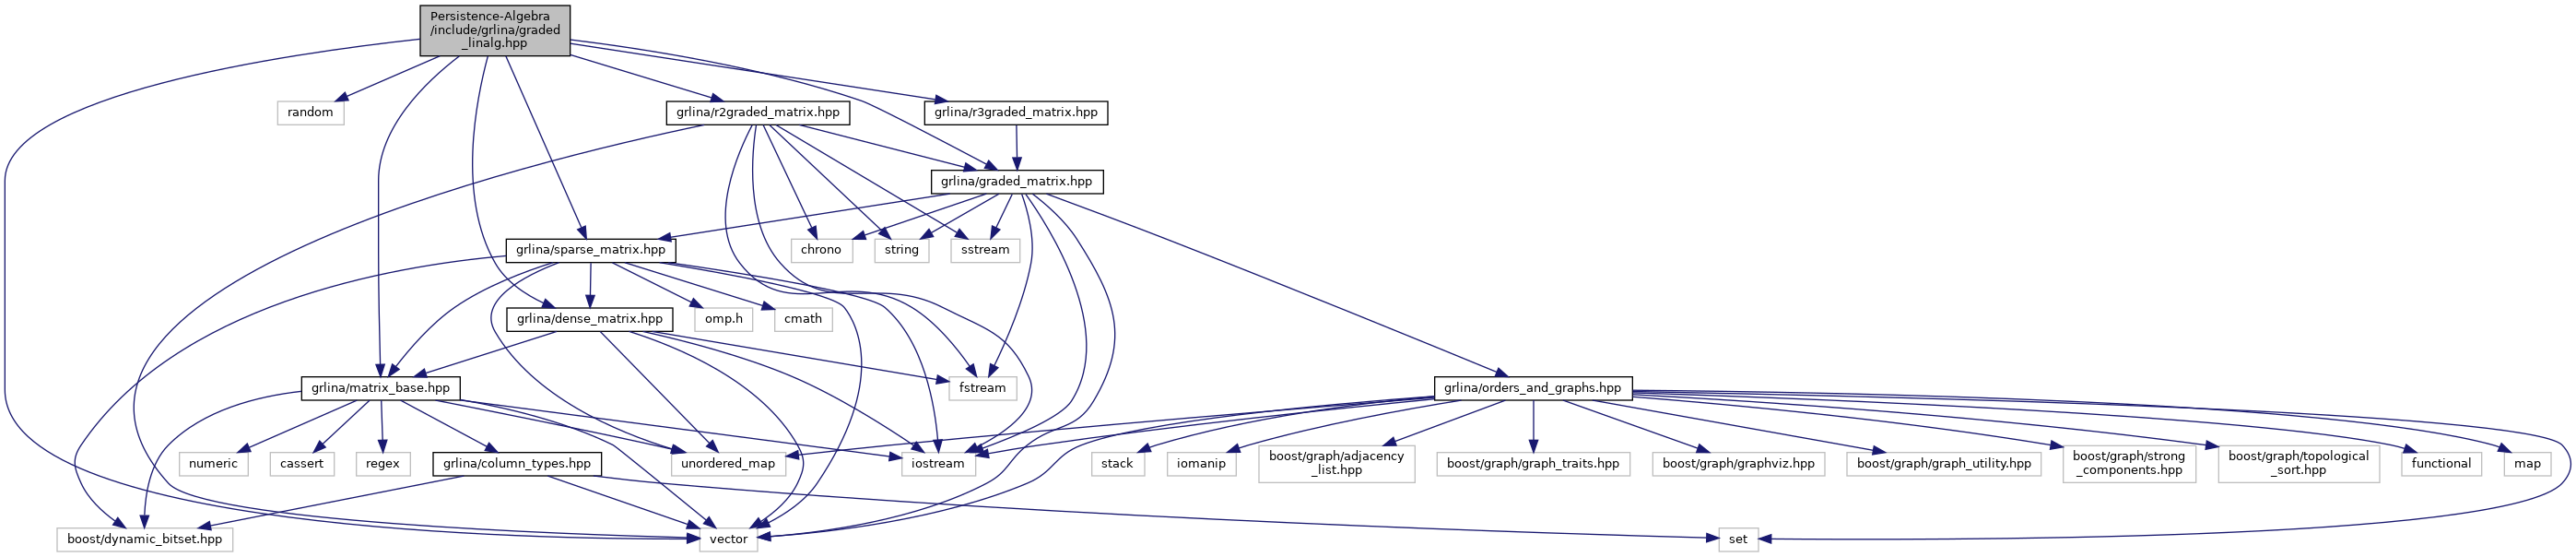 Persistence-Algebra
/include/grlina/graded
_linalg.hpp
random
grlina/r2graded_matrix.hpp
grlina/r3graded_matrix.hpp
grlina/graded_matrix.hpp
grlina/sparse_matrix.hpp
chrono
string
sstream
grlina/dense_matrix.hpp
omp.h
cmath
grlina/matrix_base.hpp
fstream
grlina/orders_and_graphs.hpp
numeric
cassert
regex
grlina/column_types.hpp
unordered_map
iostream
stack
iomanip
boost/graph/adjacency
_list.hpp
boost/graph/graph_traits.hpp
boost/graph/graphviz.hpp
boost/graph/graph_utility.hpp
boost/graph/strong
_components.hpp
boost/graph/topological
_sort.hpp
functional
map
boost/dynamic_bitset.hpp
vector
set